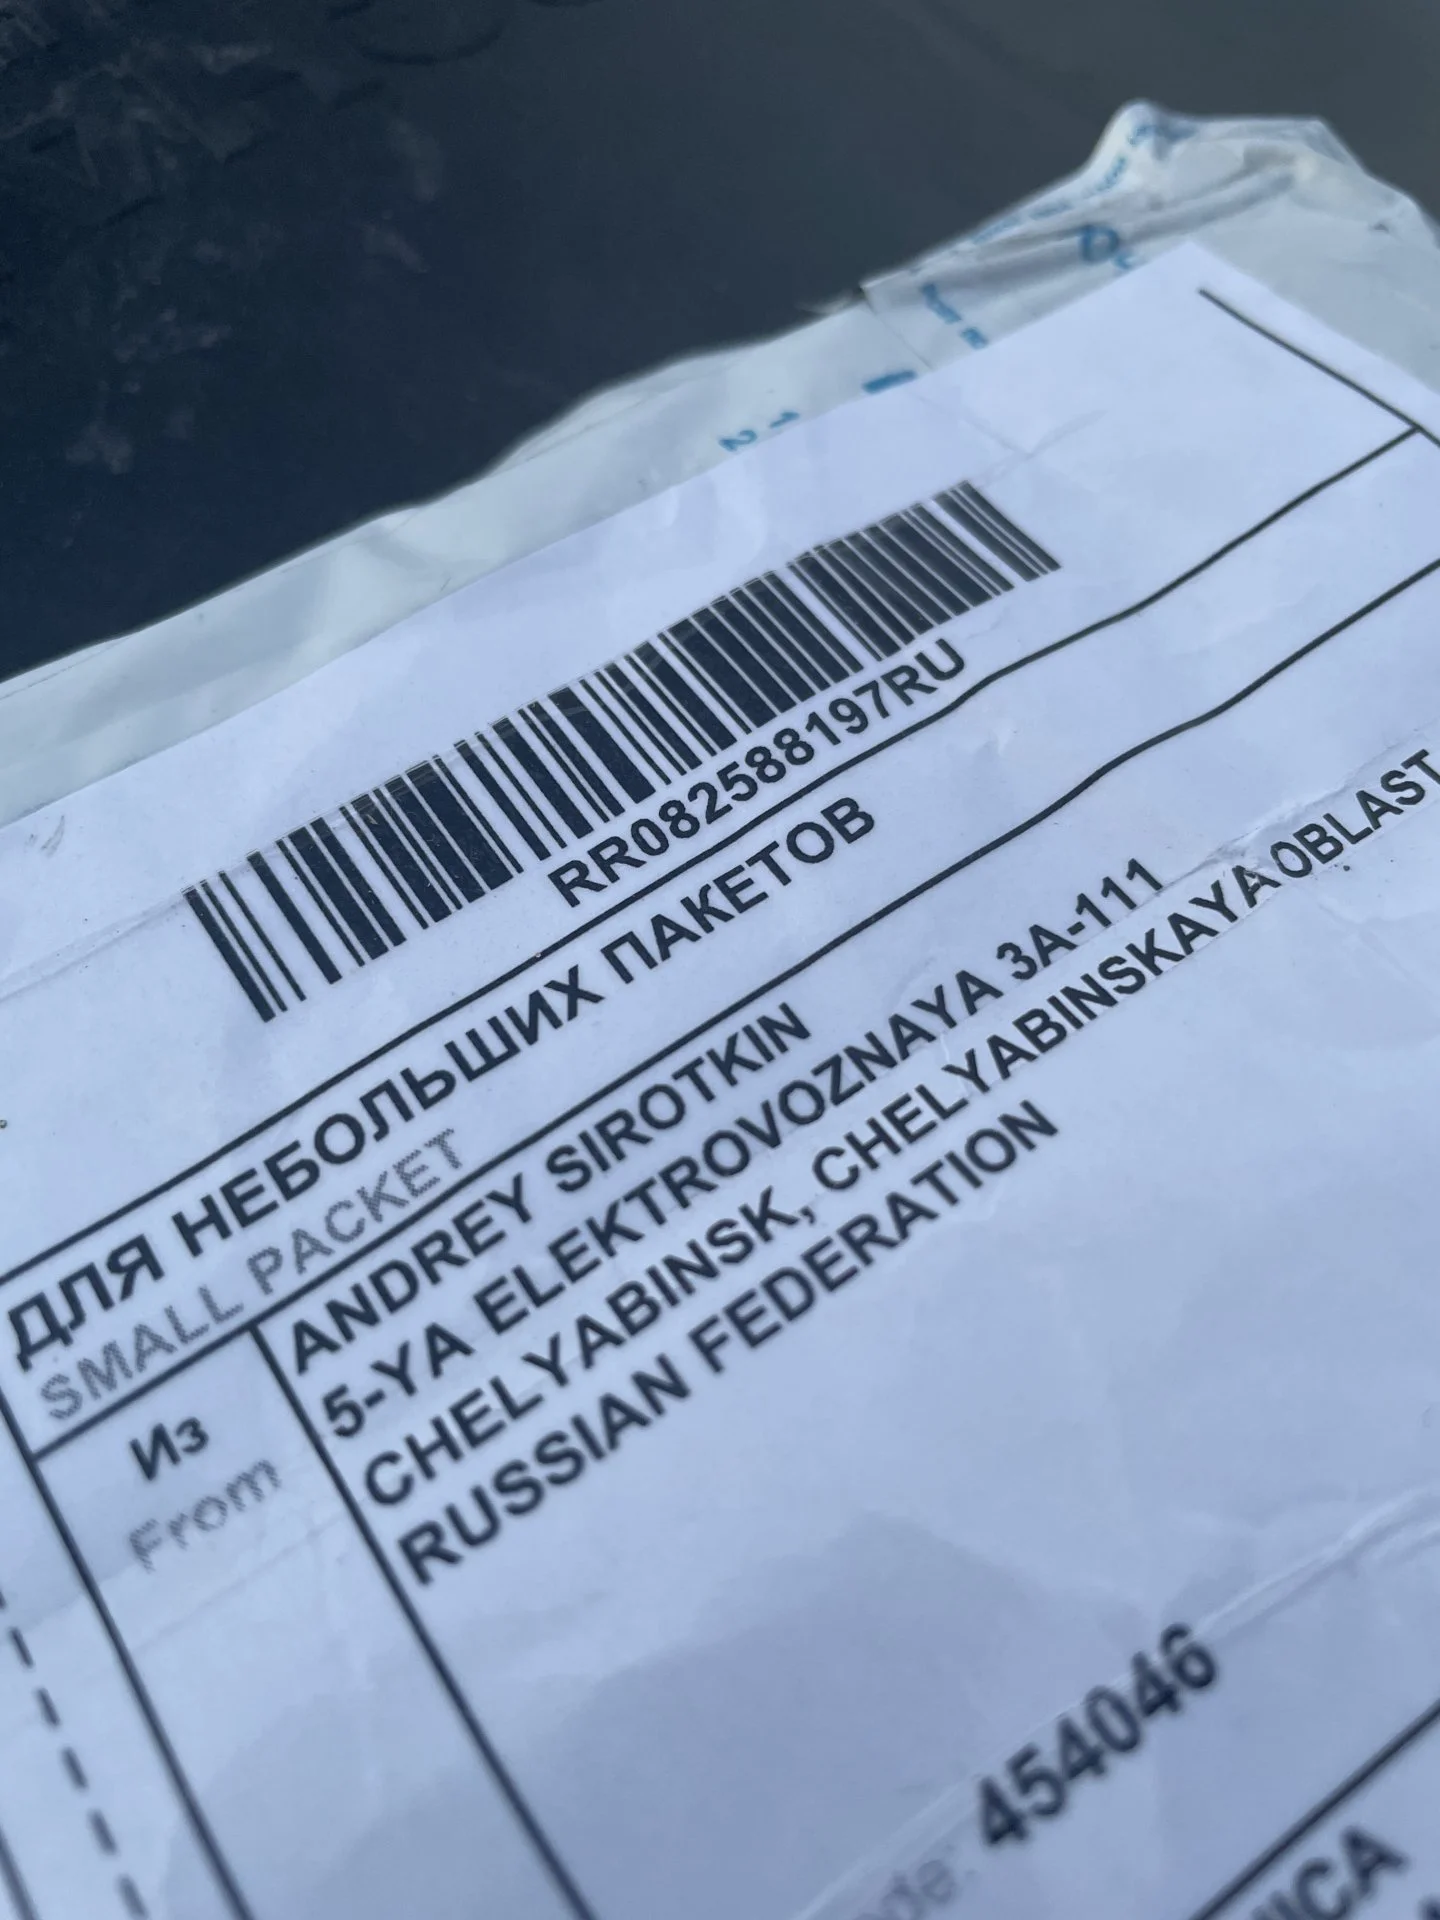 RR082588197RU
ДЛЯ НЕБОЛЬШИХ ПАКЕТОВ
SMALL PACKET
Из
From
ANDREY SIROTKIN
5-YA ELEKTROVOZNAYA 3A-111
CHELYABINSK, CHELYABINSKAYA OBLAST
RUSSIAN FEDERATION
454046